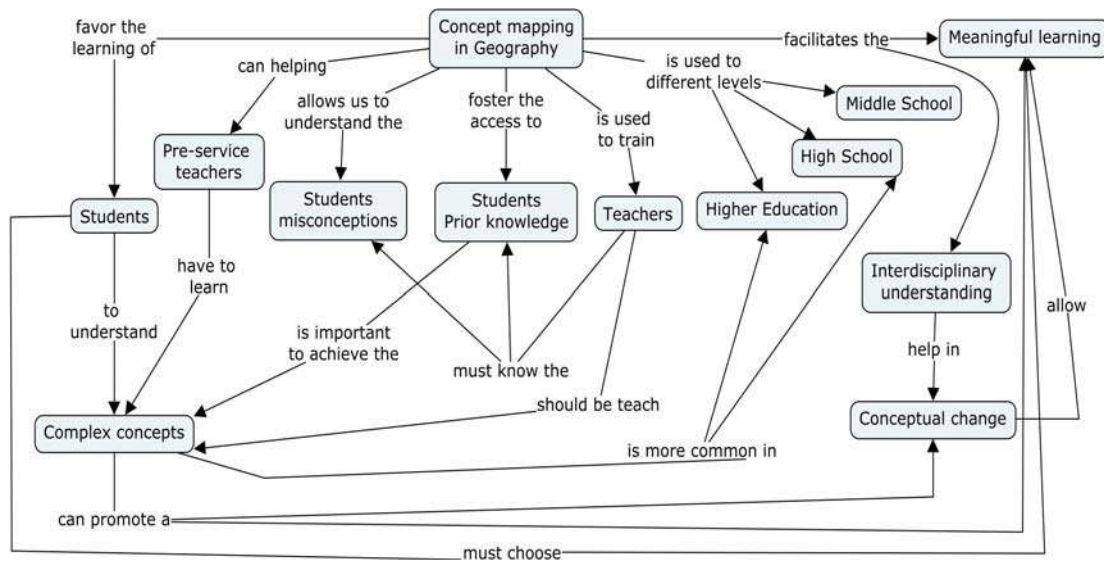 favor the
learning of
Concept mapping
in Geography
facilitates the
Meaningful learning
can helping
allows us to
understand the
foster the
access to
is used
to train
is used to
different levels
Middle School
High School
Pre-service
teachers
Students
misconceptions
Students
Prior knowledge
Teachers
Higher Education
Students
Interdisciplinary
understanding
have to
learn
to
understand
is important
to achieve the
must know the
allow
help in
should be teach
Conceptual change
Complex concepts
is more common in
can promote a
must choose